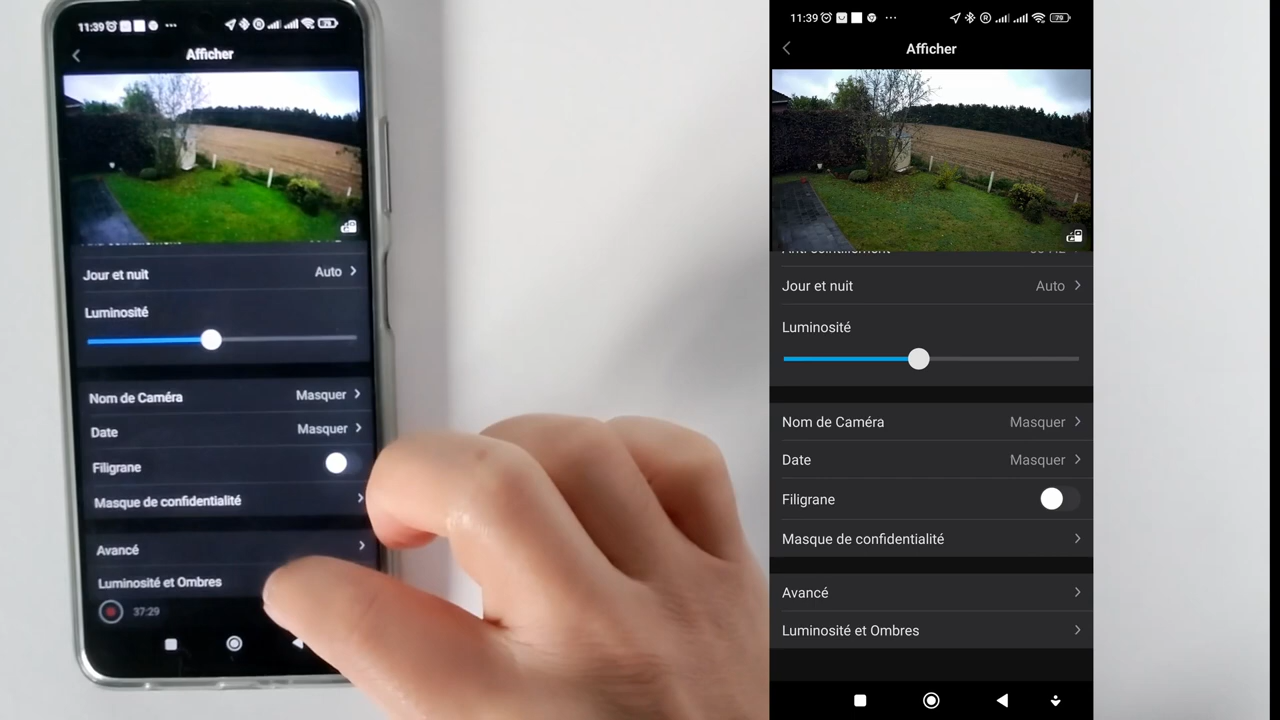 11:39
79
Afficher
Jour et nuit
Auto
Luminosité
Nom de Caméra
Masquer
Date
Masquer
Filigrane
Masque de confidentialité
Avancé
Luminosité et Ombres
37:29
11:39
79
Afficher
Jour et nuit
Auto
Luminosité
Nom de Caméra
Masquer
Date
Masquer
Filigrane
Masque de confidentialité
Avancé
Luminosité et Ombres